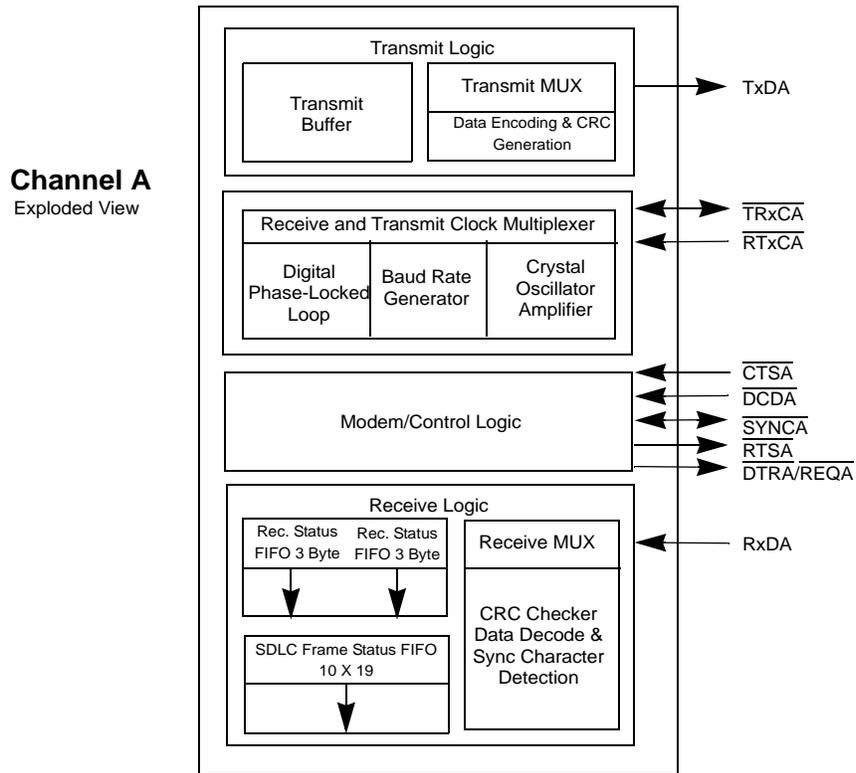 Channel A
Exploded View
Transmit Logic
Transmit
Buffer
Transmit MUX
Data Encoding & CRC
Generation
TxDA
Receive and Transmit Clock Multiplexer
Digital
Phase-Locked
Loop
Baud Rate
Generator
Crystal
Oscillator
Amplifier
TRxCA
RTxCA
Modem/Control Logic
CTSA
DCDA
SYNCA
RTSA
DTRA/REQA
Receive Logic
Rec. Status
FIFO 3 Byte
Rec. Status
FIFO 3 Byte
SDLC Frame Status FIFO
10 X 19
Receive MUX
CRC Checker
Data Decode &
Sync Character
Detection
RxDA